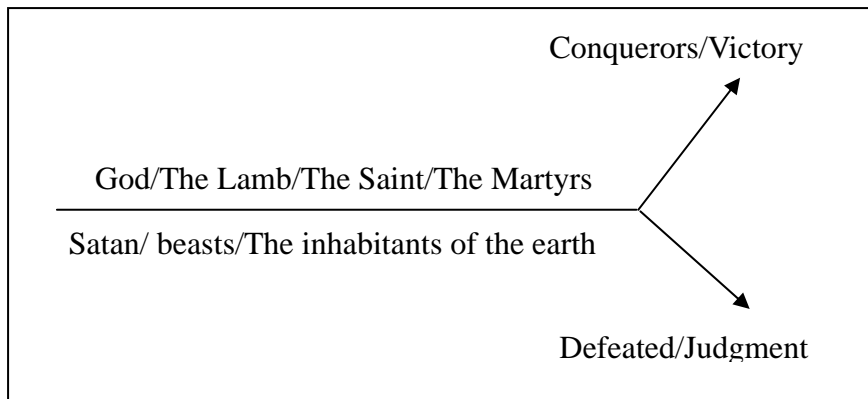 Conquerors/Victory
God/The Lamb/The Saint/The Martyrs
Satan/ beasts/The inhabitants of the earth
Defeated/Judgment